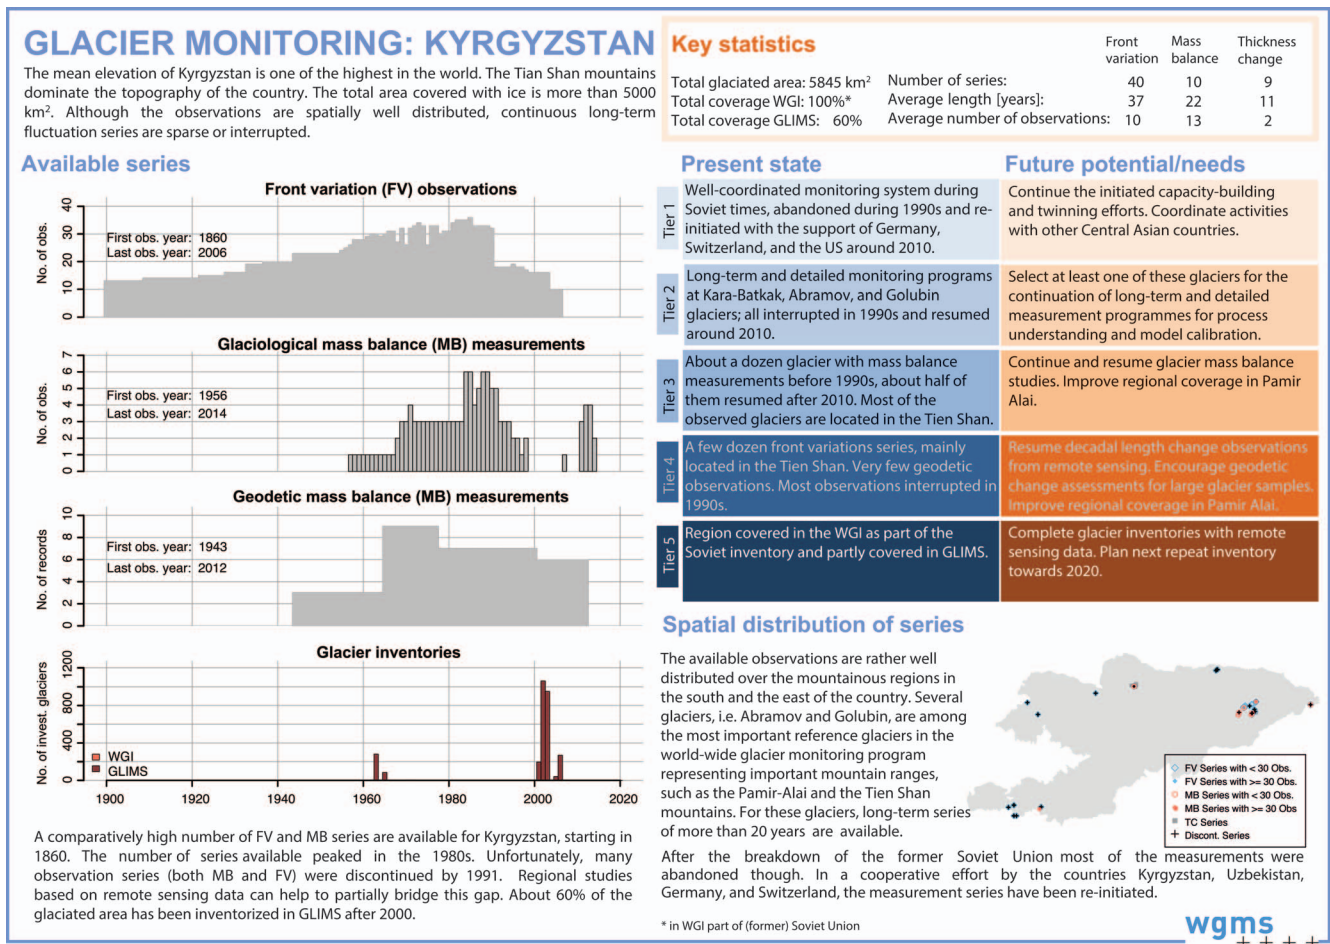 GLACIER MONITORING: KYRGYZSTAN
The mean elevation of Kyrgyzstan is one of the highest in the world. The Tian Shan mountains
dominate the topography of the country. The total area covered with ice is more than 5000
km². Although the observations are spatially well distributed, continuous long-term
fluctuation series are sparse or interrupted.
Key statistics
Front variation Mass balance Thickness change
Total glaciated area: 5845 km²
Total coverage WGI: 100%*
Total coverage GLIMS: 60%
Number of series: 40 10 9
Average length [years]: 37 22 11
Average number of observations: 10 13 2
Available series
Front variation (FV) observations
No. of obs.
40
30
20
10
0
First obs. year: 1860
Last obs. year: 2006
Glaciological mass balance (MB) measurements
No. of obs.
7
6
5
4
3
2
1
0
First obs. year: 1956
Last obs. year: 2014
Geodetic mass balance (MB) measurements
No. of records
10
8
6
4
2
0
First obs. year: 1943
Last obs. year: 2012
Glacier inventories
No. of invest. glaciers
1200
800
400
0
WGI
GLIMS
1900 1920 1940 1960 1980 2000 2020
A comparatively high number of FV and MB series are available for Kyrgyzstan, starting in
1860. The number of series available peaked in the 1980s. Unfortunately, many
observation series (both MB and FV) were discontinued by 1991. Regional studies
based on remote sensing data can help to partially bridge this gap. About 60% of the
glaciated area has been inventorized in GLIMS after 2000.
Present state
Future potential/needs
Tier 1
Well-coordinated monitoring system during
Soviet times, abandoned during 1990s and re-
initiated with the support of Germany,
Switzerland, and the US around 2010.
Continue the initiated capacity-building
and twinning efforts. Coordinate activities
with other Central Asian countries.
Tier 2
Long-term and detailed monitoring programs
at Kara-Batkak, Abramov, and Golubin
glaciers; all interrupted in 1990s and resumed
around 2010.
Select at least one of these glaciers for the
continuation of long-term and detailed
measurement programmes for process
understanding and model calibration.
Tier 3
About a dozen glacier with mass balance
measurements before 1990s, about half of
them resumed after 2010. Most of the
observed glaciers are located in the Tien Shan.
Continue and resume glacier mass balance
studies. Improve regional coverage in Pamir
Alai.
Tier 4
A few dozen front variations series, mainly
located in the Tien Shan. Very few geodetic
observations. Most observations interrupted in
1990s.
Resume decadal length change observations
from remote sensing. Encourage geodetic
change assessments for large glacier samples.
Improve regional coverage in Pamir Alai.
Tier 5
Region covered in the WGI as part of the
Soviet inventory and partly covered in GLIMS.
Complete glacier inventories with remote
sensing data. Plan next repeat inventory
towards 2020.
Spatial distribution of series
The available observations are rather well
distributed over the mountainous regions in
the south and the east of the country. Several
glaciers, i.e. Abramov and Golubin, are among
the most important reference glaciers in the
world-wide glacier monitoring program
representing important mountain ranges,
such as the Pamir-Alai and the Tien Shan
mountains. For these glaciers, long-term series
of more than 20 years are available.
FV Series with < 30 Obs.
FV Series with >= 30 Obs.
MB Series with < 30 Obs.
MB Series with >= 30 Obs
TC Series
Discont. Series
After the breakdown of the former Soviet Union most of the measurements were
abandoned though. In a cooperative effort by the countries Kyrgyzstan, Uzbekistan,
Germany, and Switzerland, the measurement series have been re-initiated.
* in WGI part of (former) Soviet Union
wgms